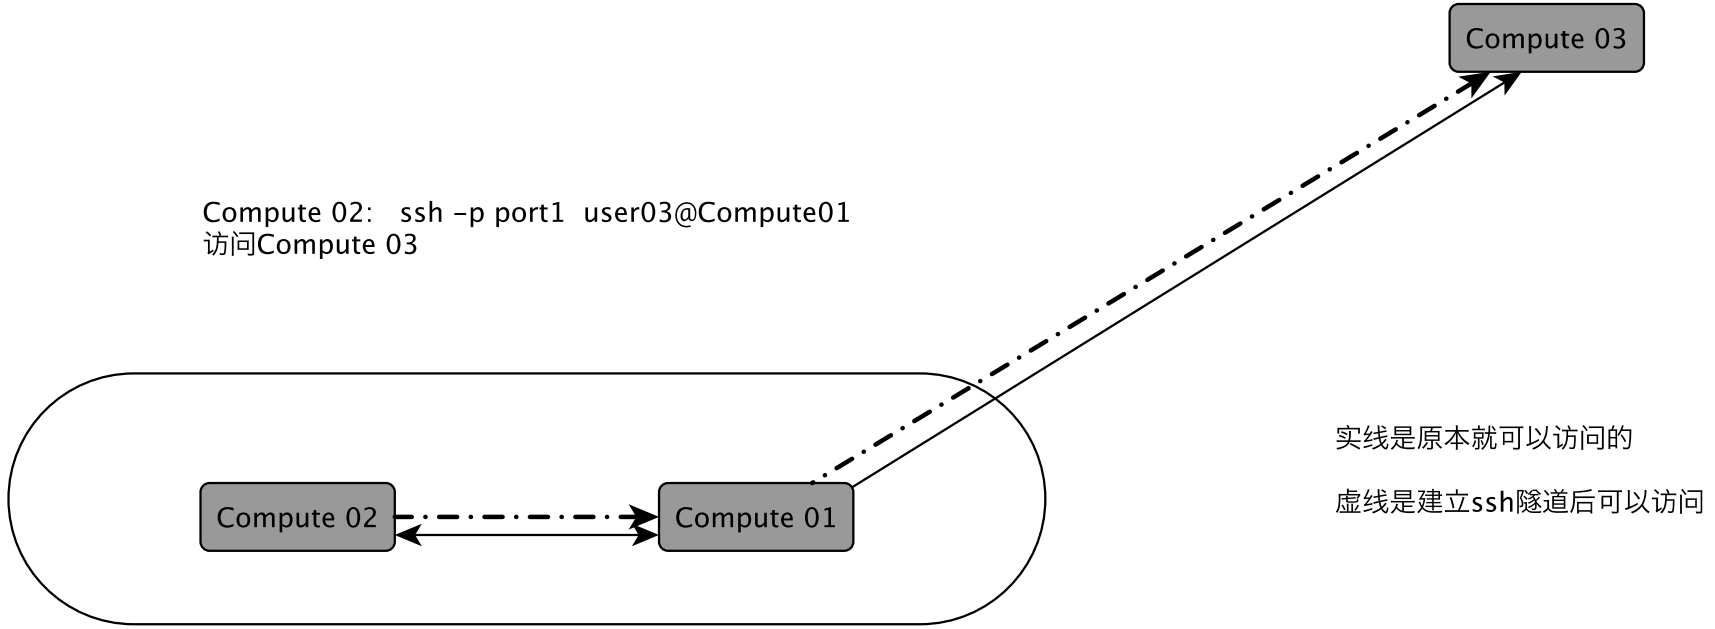 Compute 03
Compute 02:   ssh -p port1  user03@Compute01
访问Compute 03
实线是原本就可以访问的
虚线是建立ssh隧道后可以访问
Compute 02
Compute 01